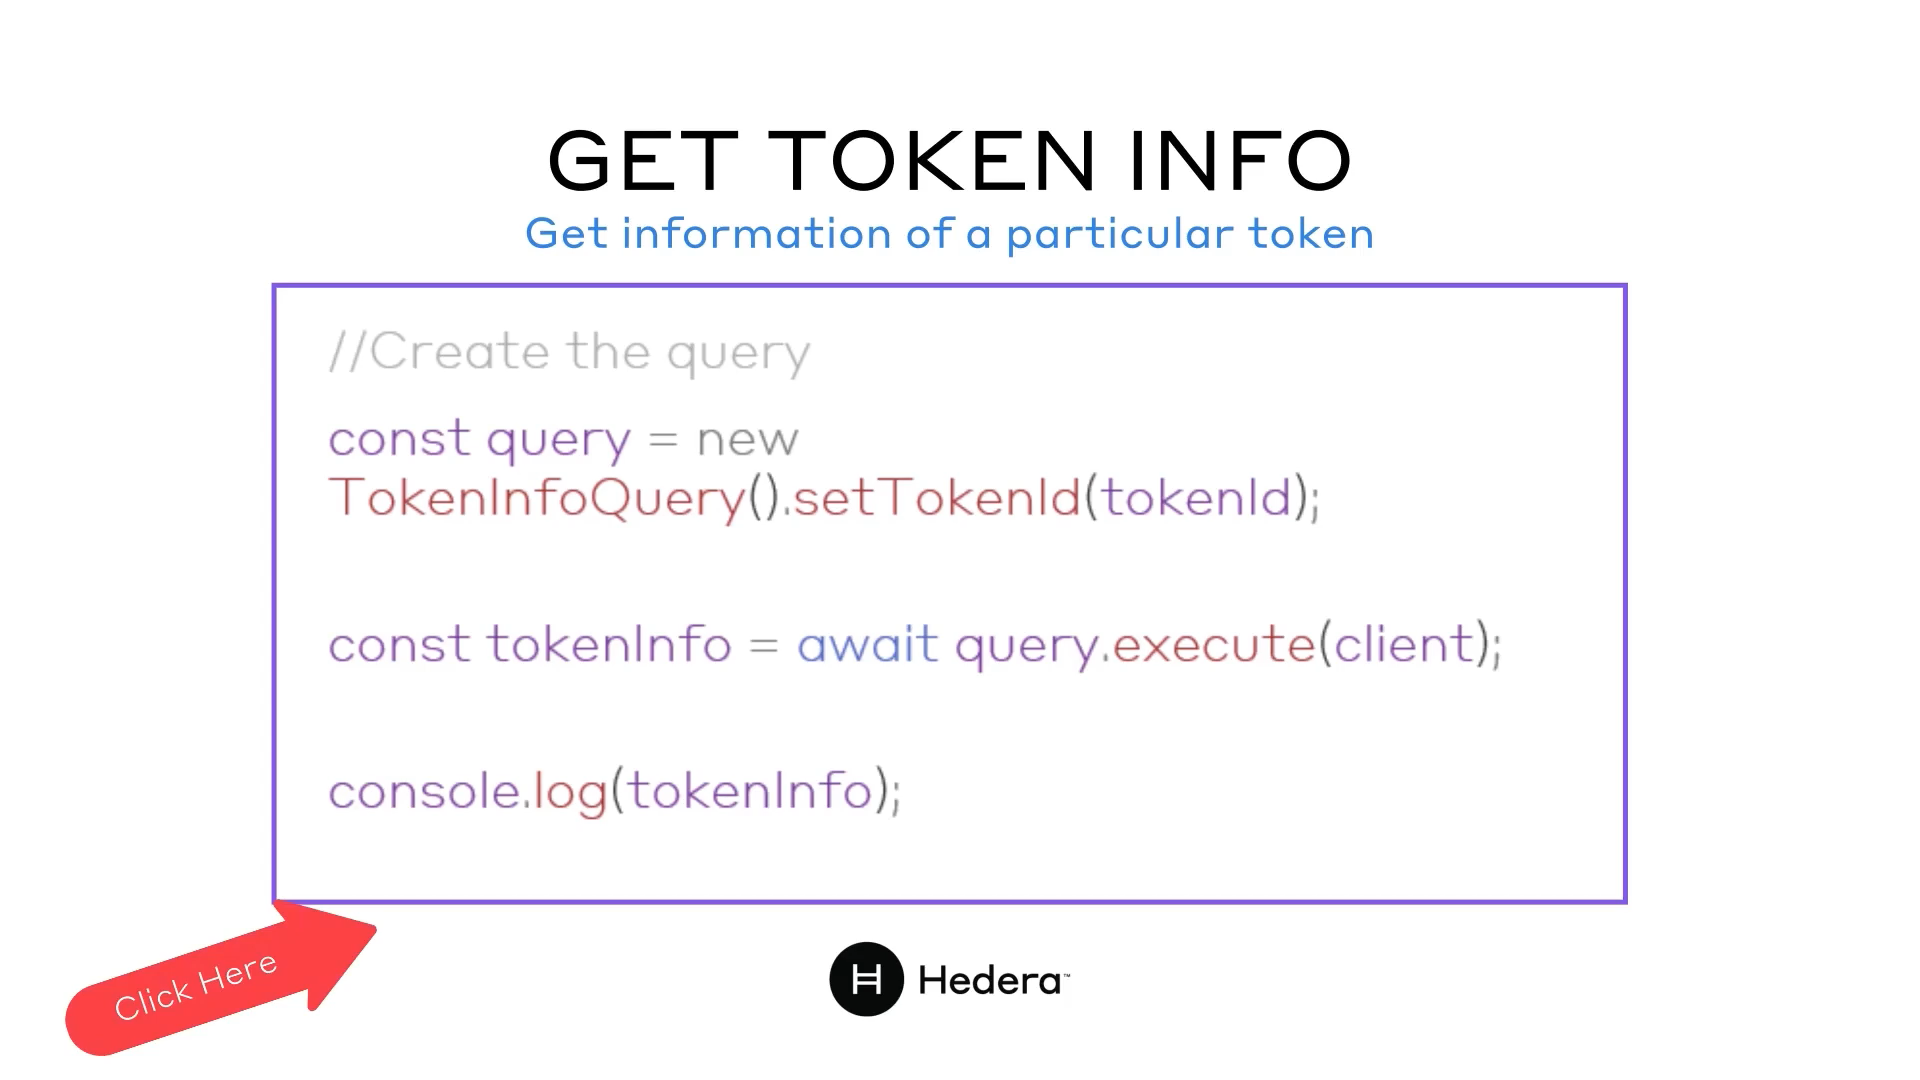 GET TOKEN INFO
Get information of a particular token
//Create the query
const query = new
TokenInfoQuery().setTokenId(tokenId);
const tokenInfo = await query.execute(client);
console.log(tokenInfo);
Click Here
H Hedera™